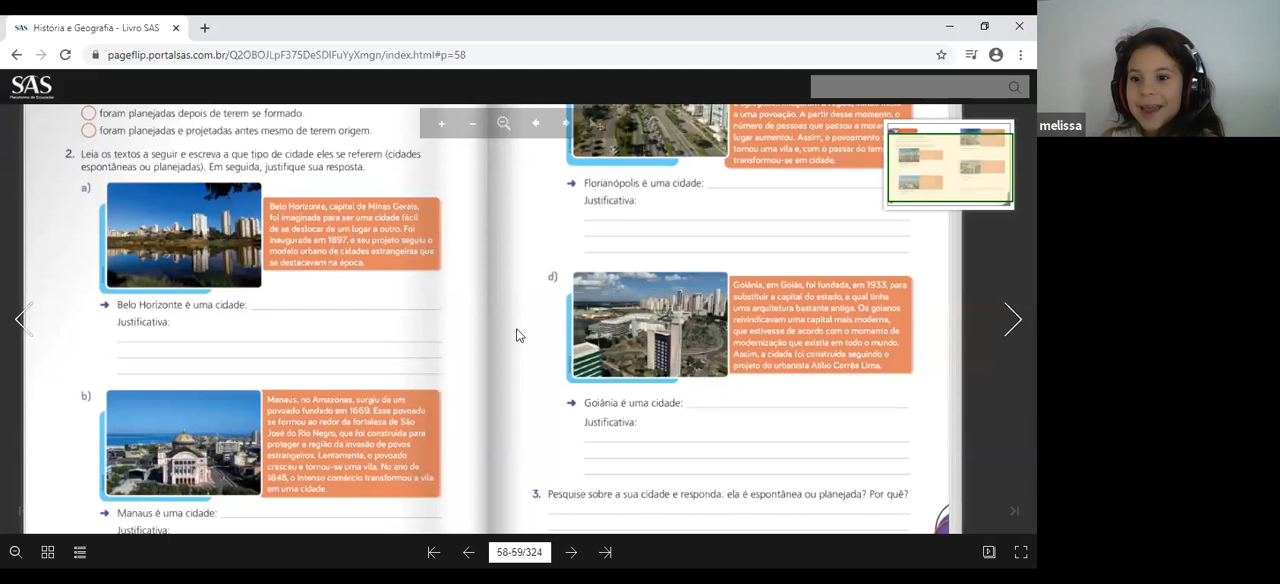 SAS História e Geografia - Livro SAS
pageflip.portalsas.com.br/Q2OBOJLpF375DeSDIFuYyXmgn/index.html#p=58
SAS
foram planejadas depois de terem se formado.
foram planejadas e projetadas antes mesmo de terem origem.
2. Leia os textos a seguir e escreva a que tipo de cidade eles se referem (cidades
espontâneas ou planejadas). Em seguida, justifique sua resposta.
a)
Belo Horizonte, capital de Minas Gerais,
foi imaginada para ser uma cidade fácil
de se deslocar de um lugar a outro. Foi
inaugurada em 1897, e seu projeto seguiu o
modelo urbano de cidades estrangeiras que
se destacavam na época.
Belo Horizonte é uma cidade:
Justificativa:
b)
Manaus, no Amazonas, surgiu de um
povoado fundado em 1669. Esse povoado
se formou ao redor da fortaleza de São
José do Rio Negro, que foi construída para
proteger a região da invasão de povos
estrangeiros. Lentamente, o povoado
cresceu e tornou-se uma vila. No ano de
1848, o intenso comércio transformou a vila
em uma cidade.
Manaus é uma cidade:
Justificativa:
a uma povoação. A partir desse momento, o
número de pessoas que passou a
lugar aumentou. Assim, o povoamento
tornou uma vila e, com o passar do
transformou-se em cidade.
Florianópolis é uma cidade:
Justificativa:
d)
Goiânia, em Goiás, foi fundada, em 1933, para
substituir a capital do estado, a qual tinha
uma arquitetura bastante antiga. Os goianos
reivindicavam uma capital mais moderna,
que estivesse de acordo com o momento de
modernização que existia em todo o mundo.
Assim, a cidade foi construída seguindo o
projeto do urbanista Atílio Corrêa Lima.
Goiânia é uma cidade:
Justificativa:
3. Pesquise sobre a sua cidade e responda: ela é espontânea ou planejada? Por quê?
58-59/324
melissa